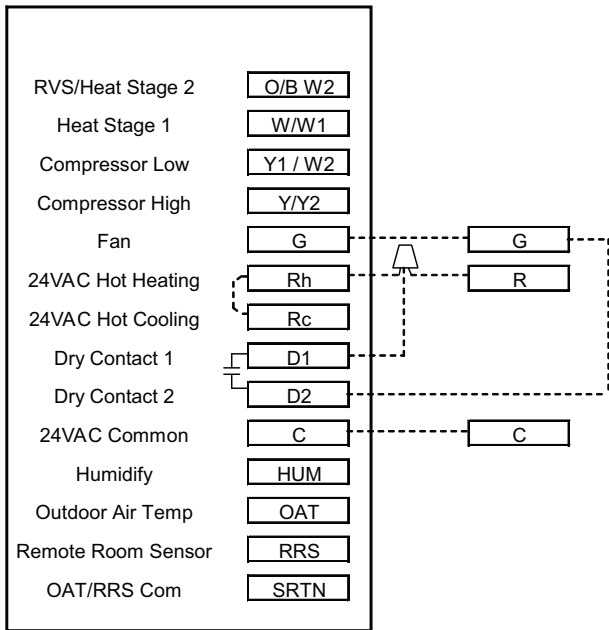 RVS/Heat Stage 2 O/B W2
Heat Stage 1 W/W1
Compressor Low Y1 / W2
Compressor High Y/Y2
Fan G G
24VAC Hot Heating Rh R
24VAC Hot Cooling Rc
Dry Contact 1 D1
Dry Contact 2 D2
24VAC Common C C
Humidify HUM
Outdoor Air Temp OAT
Remote Room Sensor RRS
OAT/RRS Com SRTN